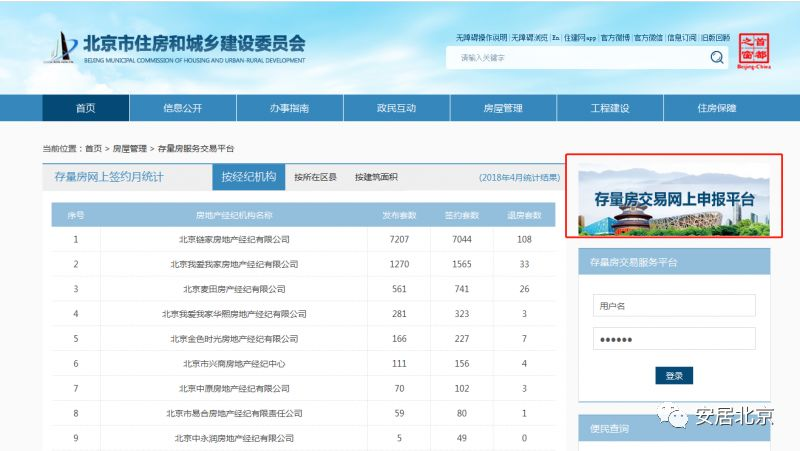 北京市住房和城乡建设委员会
BEIJING MUNICIPAL COMMISSION OF HOUSING AND URBAN-RURAL DEVELOPMENT
无障碍操作说明 | 无障碍浏览 | En | 住建网app | 官方微博 | 官方微信 | 信息订阅 | 旧版回顾
请输入关键字
首都之窗
Beijing-China
首页 信息公开 办事指南 政民互动 房屋管理 工程建设 住房保障
当前位置：首页 > 房屋管理 > 存量房服务交易平台
存量房网上签约月统计 按经纪机构 按所在区县 按建筑面积 (2018年4月统计结果)
序号 房地产经纪机构名称 发布套数 签约套数 退房套数
1 北京链家房地产经纪有限公司 7207 7044 108
2 北京我爱我家房地产经纪有限公司 1270 1565 33
3 北京麦田房产经纪有限公司 561 741 26
4 北京我爱我家华熙房地产经纪有限公司 281 323 3
5 北京金色时光房地产经纪有限公司 166 227 7
6 北京市兴商房地产经纪中心 111 156 4
7 北京中原房地产经纪有限公司 70 102 3
8 北京市易合房地产经纪有限责任公司 59 80 1
9 北京中永润房地产经纪有限公司 5 49 0
存量房交易网上申报平台
存量房交易服务平台
用户名
●●●●●●
登录
便民查询
安居北京